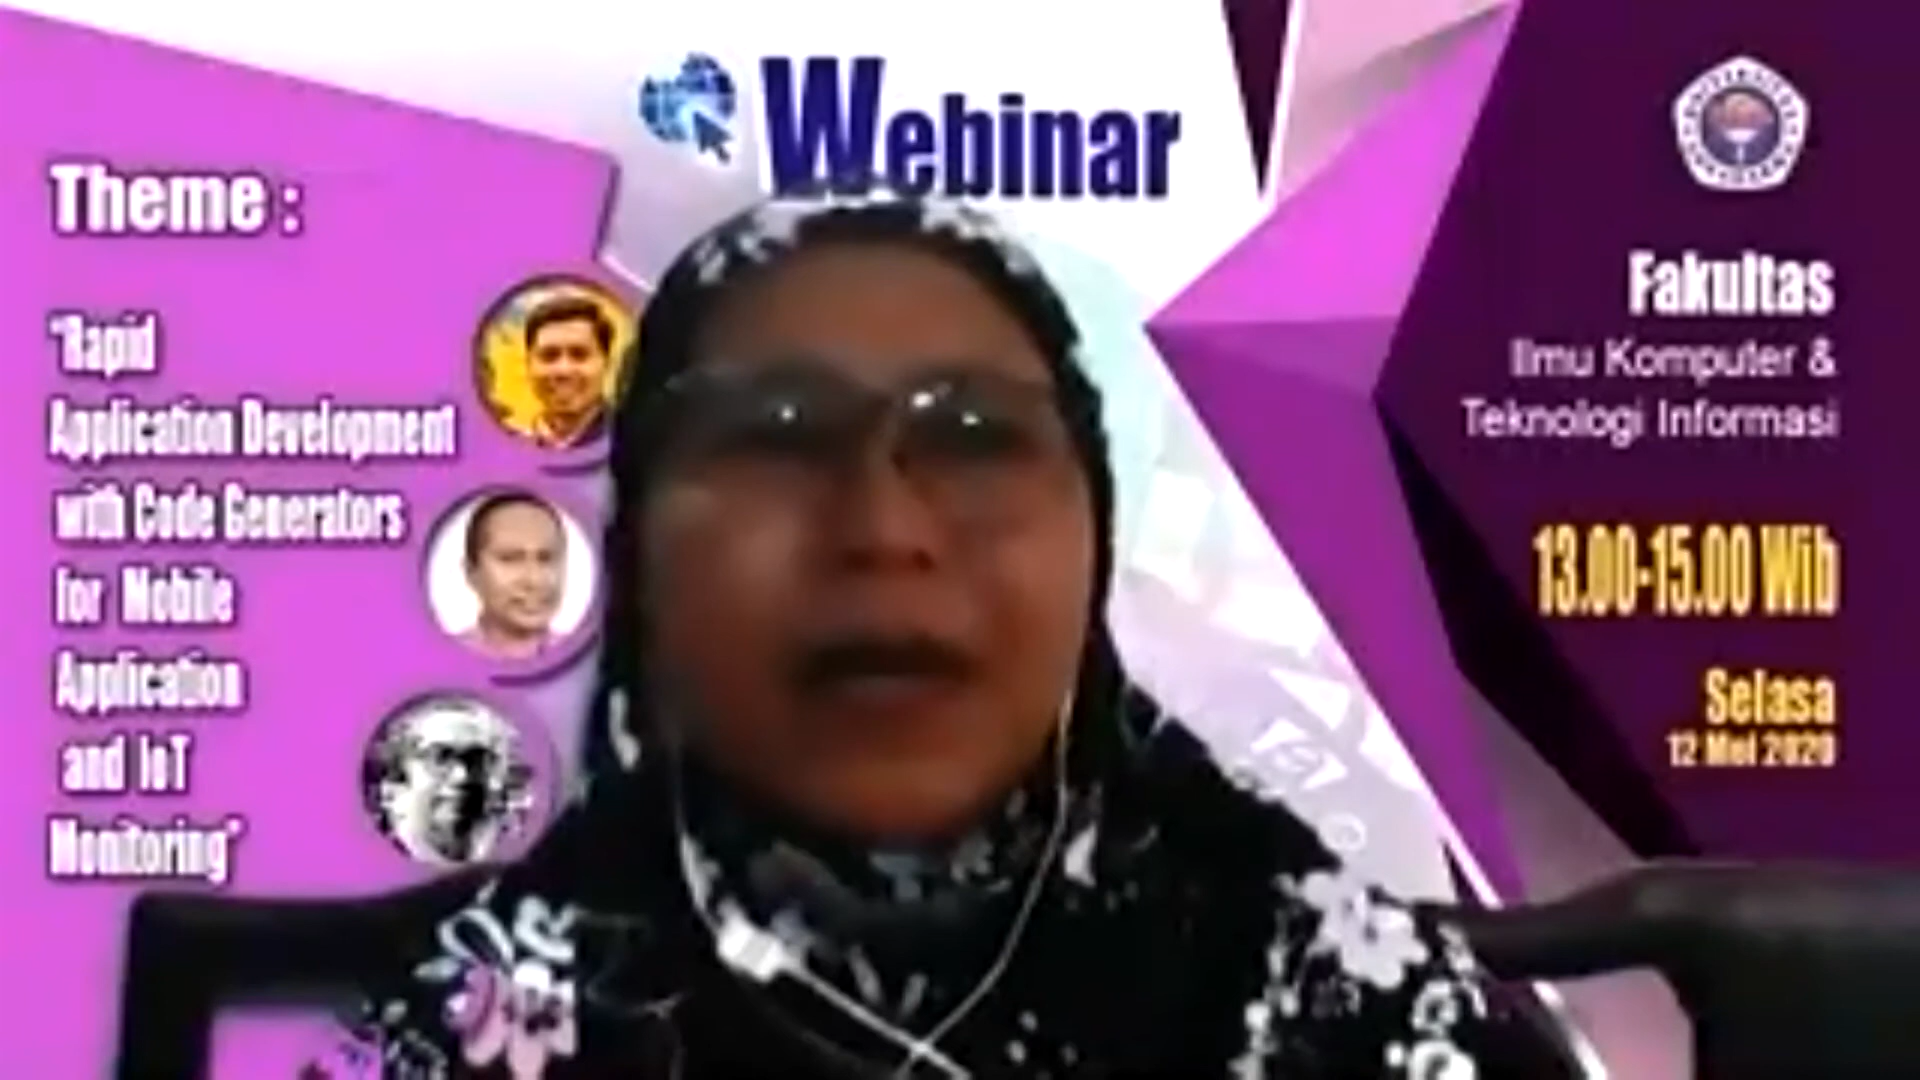 Webinar
Theme :
"Rapid
Application Development
with Code Generators
for Mobile
Application
and IoT
Monitoring"
Fakultas
Ilmu Komputer &
Teknologi Informasi
13.00-15.00 Wib
Selasa
12 Mei 2020